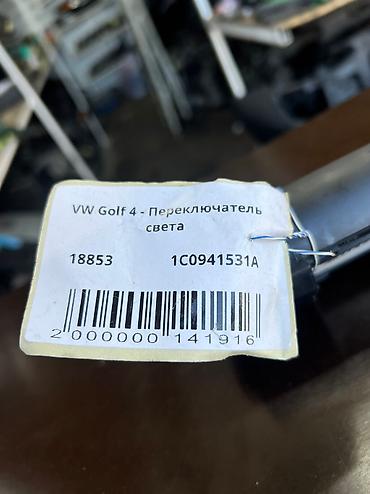 VW Golf 4 - Переключатель
света
18853 1C0941531A
2 000000 141916